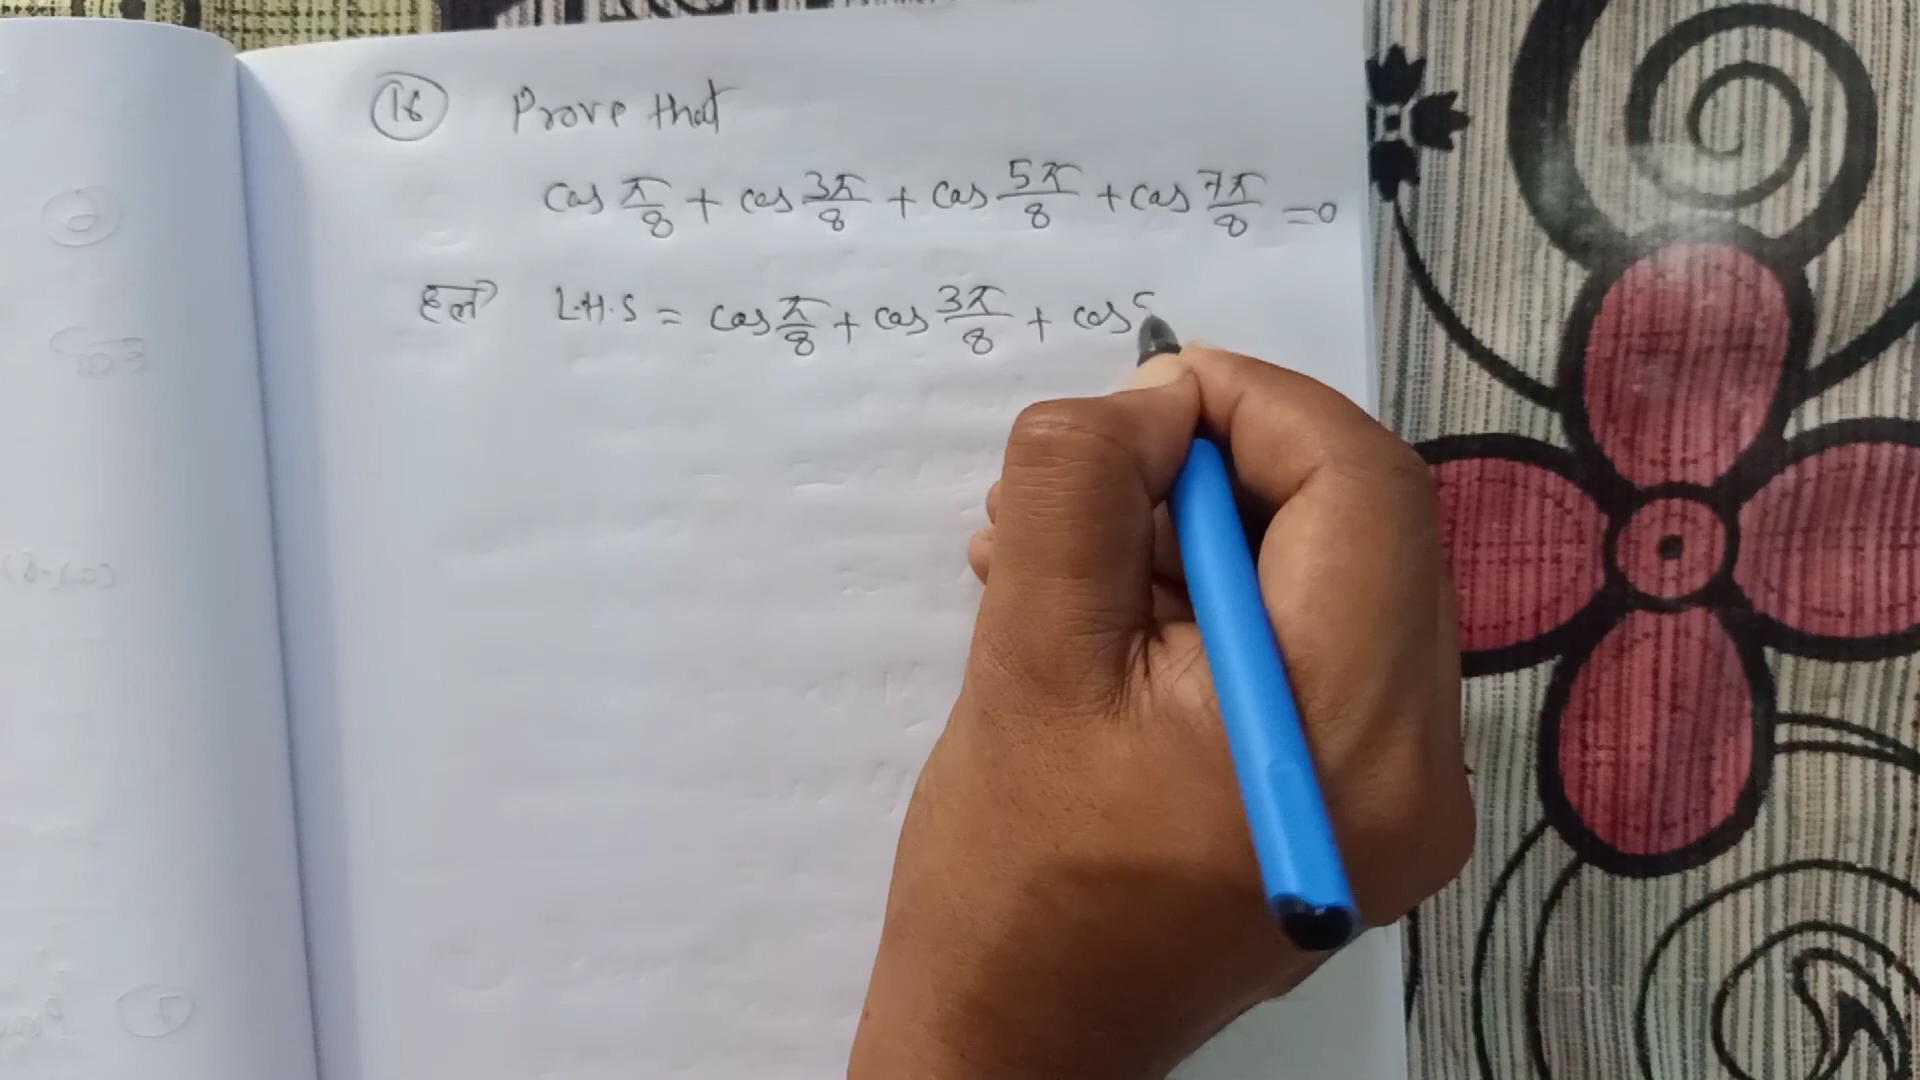 16 Prove that
cos π/8 + cos 3π/8 + cos 5π/8 + cos 7π/8 = 0
हल L.H.S = cos π/8 + cos 3π/8 + cos 5